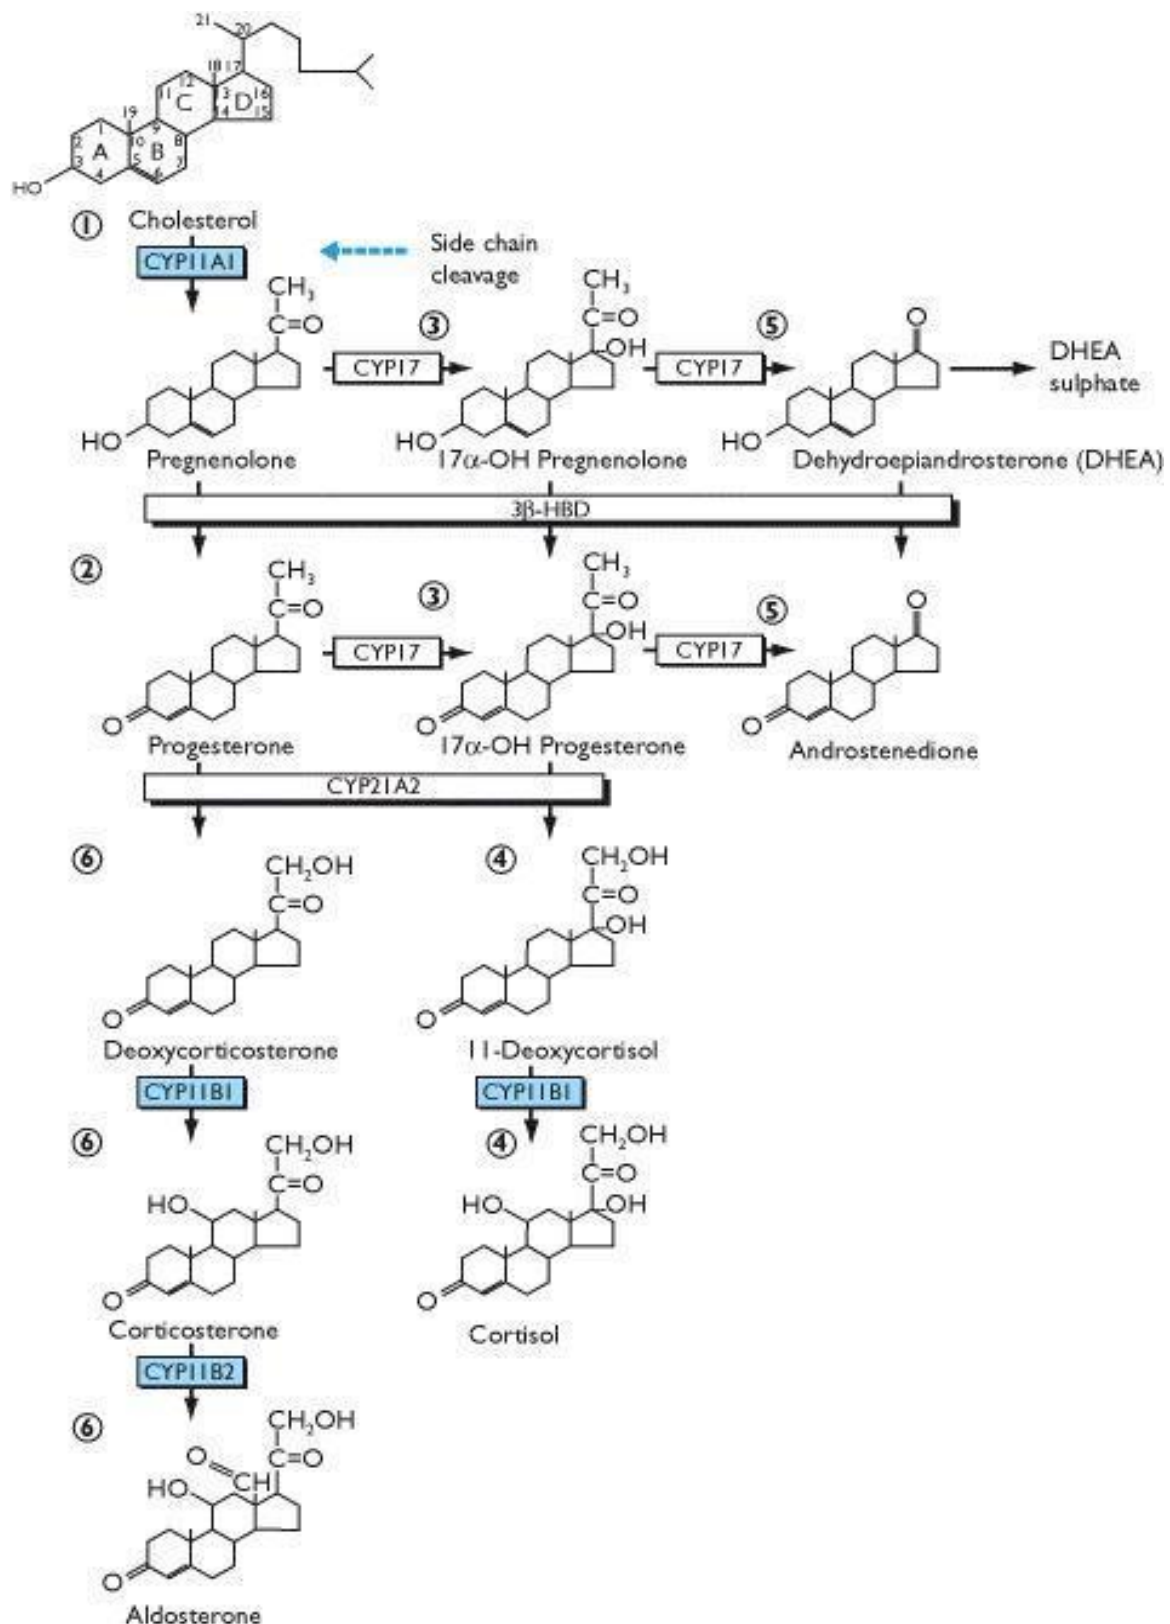 21
20
18
17
12
11
13
16
C
D
19
14
15
1
9
2
10
8
A
B
3
5
7
4
6
HO
① Cholesterol
CYP11A1
Side chain
cleavage
CH₃
C=O
③
CYP17
CH₃
C=O
OH
⑤
CYP17
O
DHEA
sulphate
HO
HO
HO
Pregnenolone
17α-OH Pregnenolone
Dehydroepiandrosterone (DHEA)
3β-HBD
②
CH₃
C=O
③
CYP17
CH₃
C=O
OH
⑤
CYP17
O
O
O
O
Progesterone
17α-OH Progesterone
Androstenedione
CYP21A2
⑥
CH₂OH
C=O
④
CH₂OH
C=O
OH
O
O
Deoxycorticosterone
11-Deoxycortisol
CYP11B1
CYP11B1
⑥
CH₂OH
C=O
HO
④
CH₂OH
C=O
HO
OH
O
O
Corticosterone
Cortisol
CYP11B2
⑥
CH₂OH
O
C=O
CH
HO
O
Aldosterone